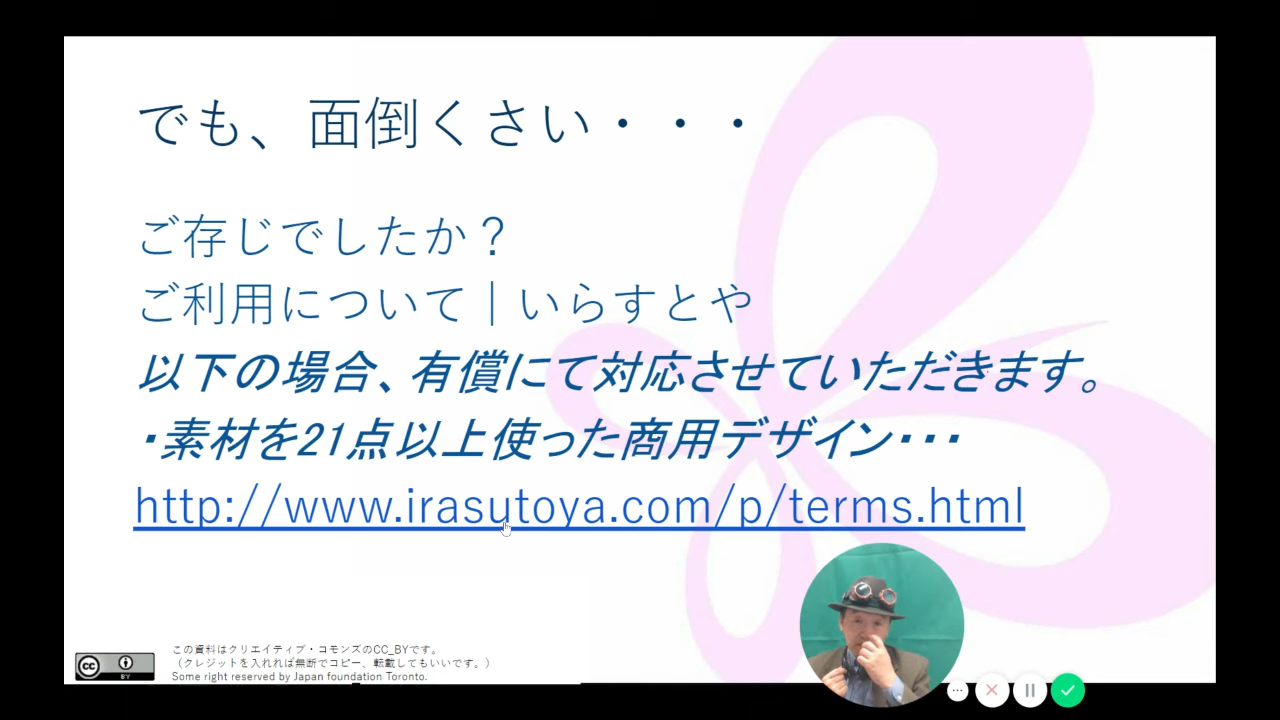 でも、面倒くさい・・・
ご存じでしたか？
ご利用について｜いらすとや
以下の場合、有償にて対応させていただきます。
・素材を21点以上使った商用デザイン・・・
http://www.irasutoya.com/p/terms.html
この資料はクリエイティブ・コモンズのCC_BYです。
（クレジットを入れれば無断でコピー、転載してもいいです。）
Some right reserved by Japan foundation Toronto.
cc
BY